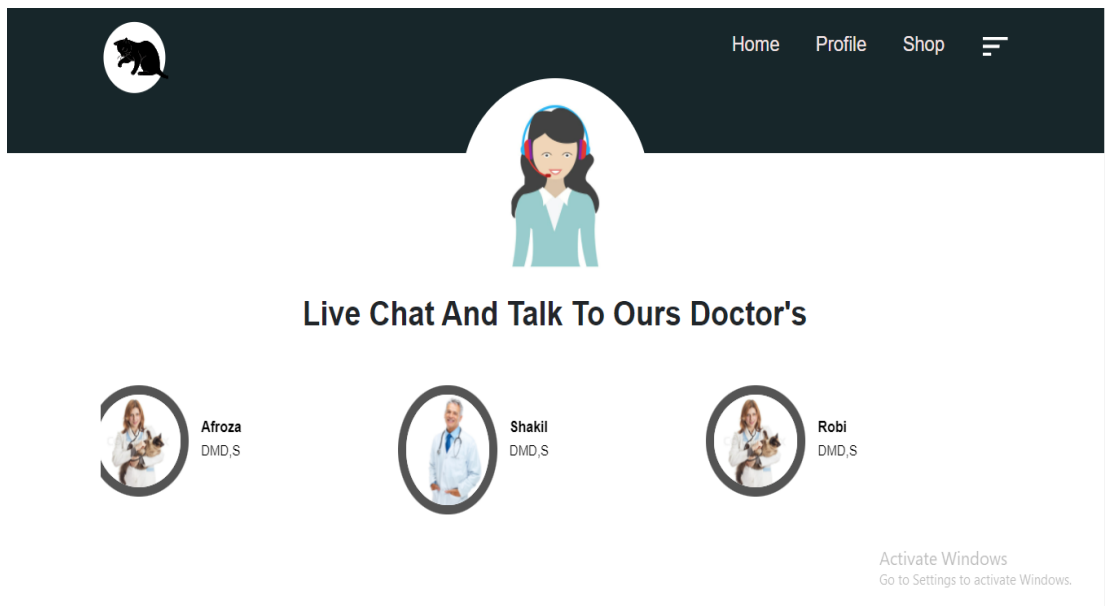 Home Profile Shop
Live Chat And Talk To Ours Doctor's
Afroza
DMD,S
Shakil
DMD,S
Robi
DMD,S
Activate Windows
Go to Settings to activate Windows.